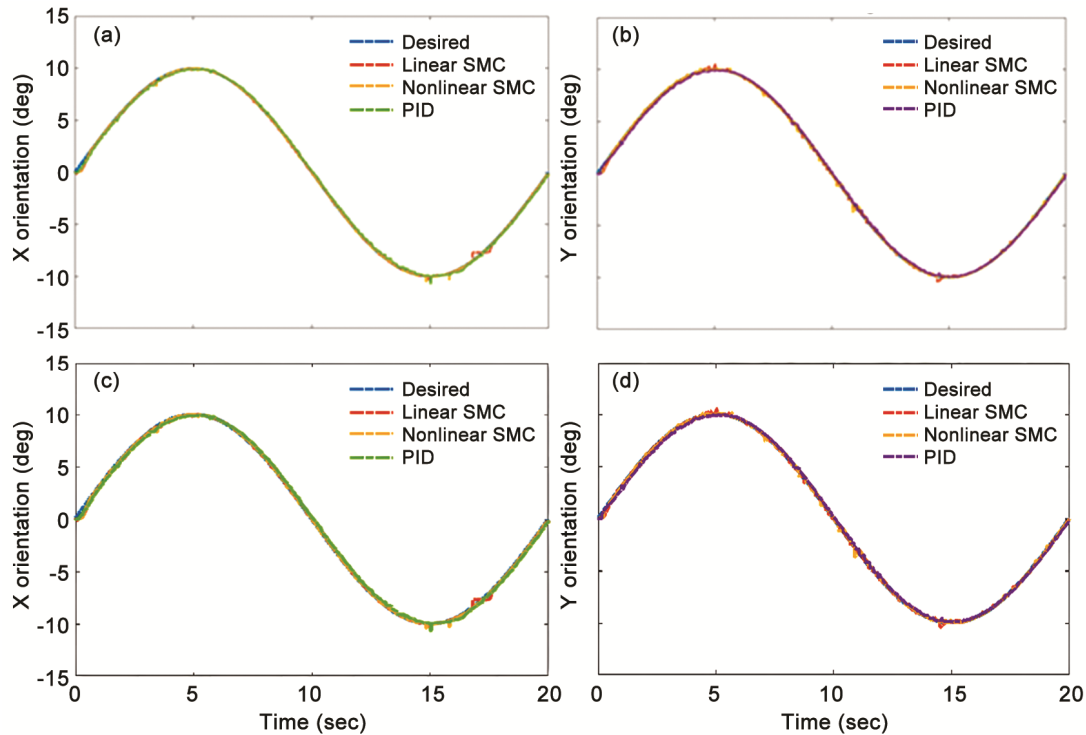 15
(a)
Desired
Linear SMC
Nonlinear SMC
PID
10
5
0
-5
-10
-15
X orientation (deg)
(b)
Desired
Linear SMC
Nonlinear SMC
PID
Y orientation (deg)
15
(c)
Desired
Linear SMC
Nonlinear SMC
PID
10
5
0
-5
-10
-15
X orientation (deg)
0 5 10 15 20
Time (sec)
(d)
Desired
Linear SMC
Nonlinear SMC
PID
Y orientation (deg)
0 5 10 15 20
Time (sec)